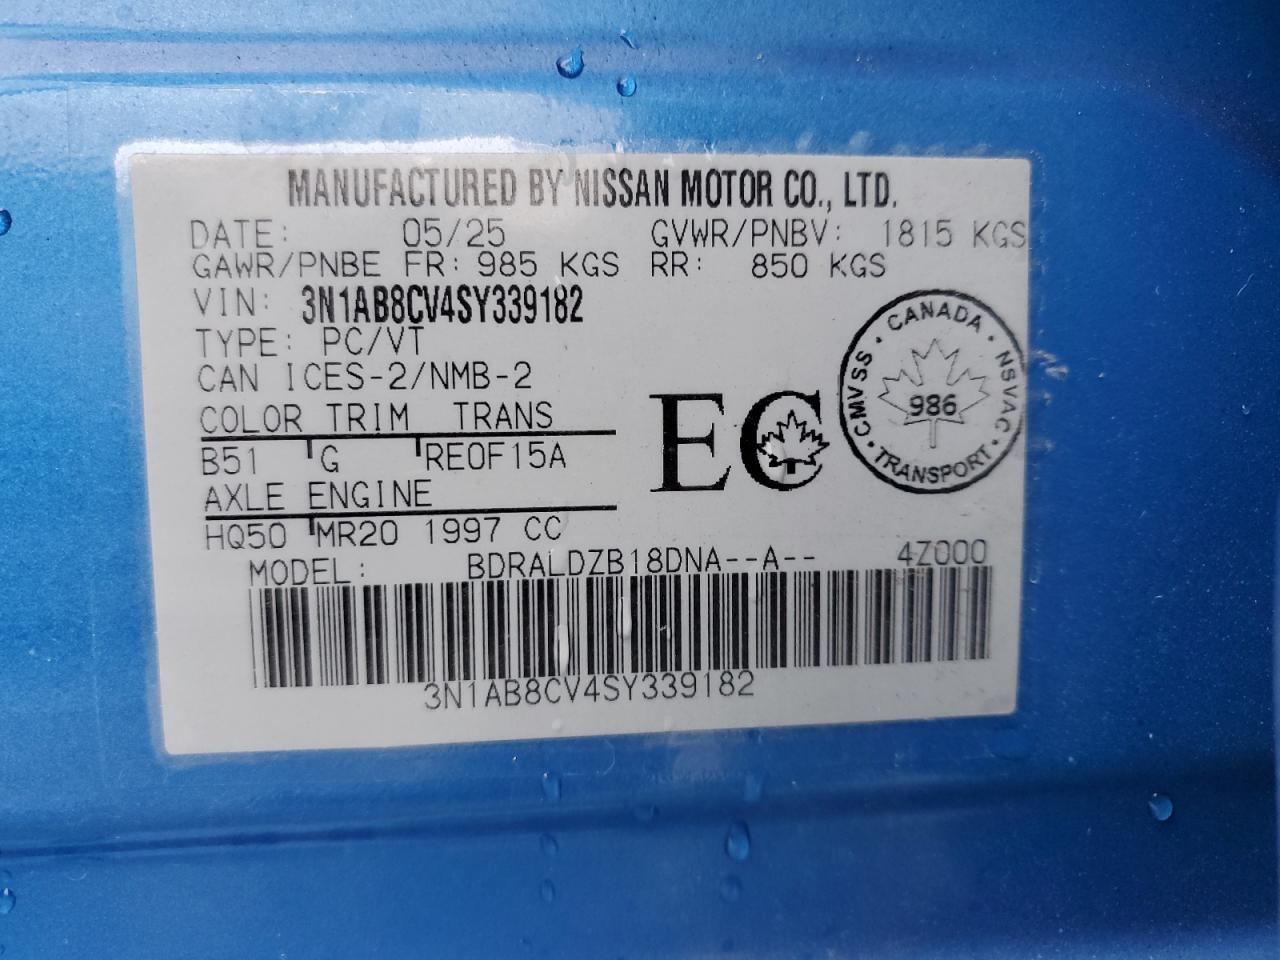 MANUFACTURED BY NISSAN MOTOR CO., LTD.
DATE: 05/25 GVWR/PNBV: 1815 KGS
GAWR/PNBE FR: 985 KGS RR: 850 KGS
VIN: 3N1AB8CV4SY339182
TYPE: PC/VT
CAN ICES-2/NMB-2
COLOR TRIM TRANS
B51 G RE0F15A
AXLE ENGINE
HQ50 MR20 1997 CC
EC
CANADA · NSVAC · TRANSPORT · CMVSS ·
986
MODEL: BDRALDZB18DNA--A-- 4Z000
3N1AB8CV4SY339182